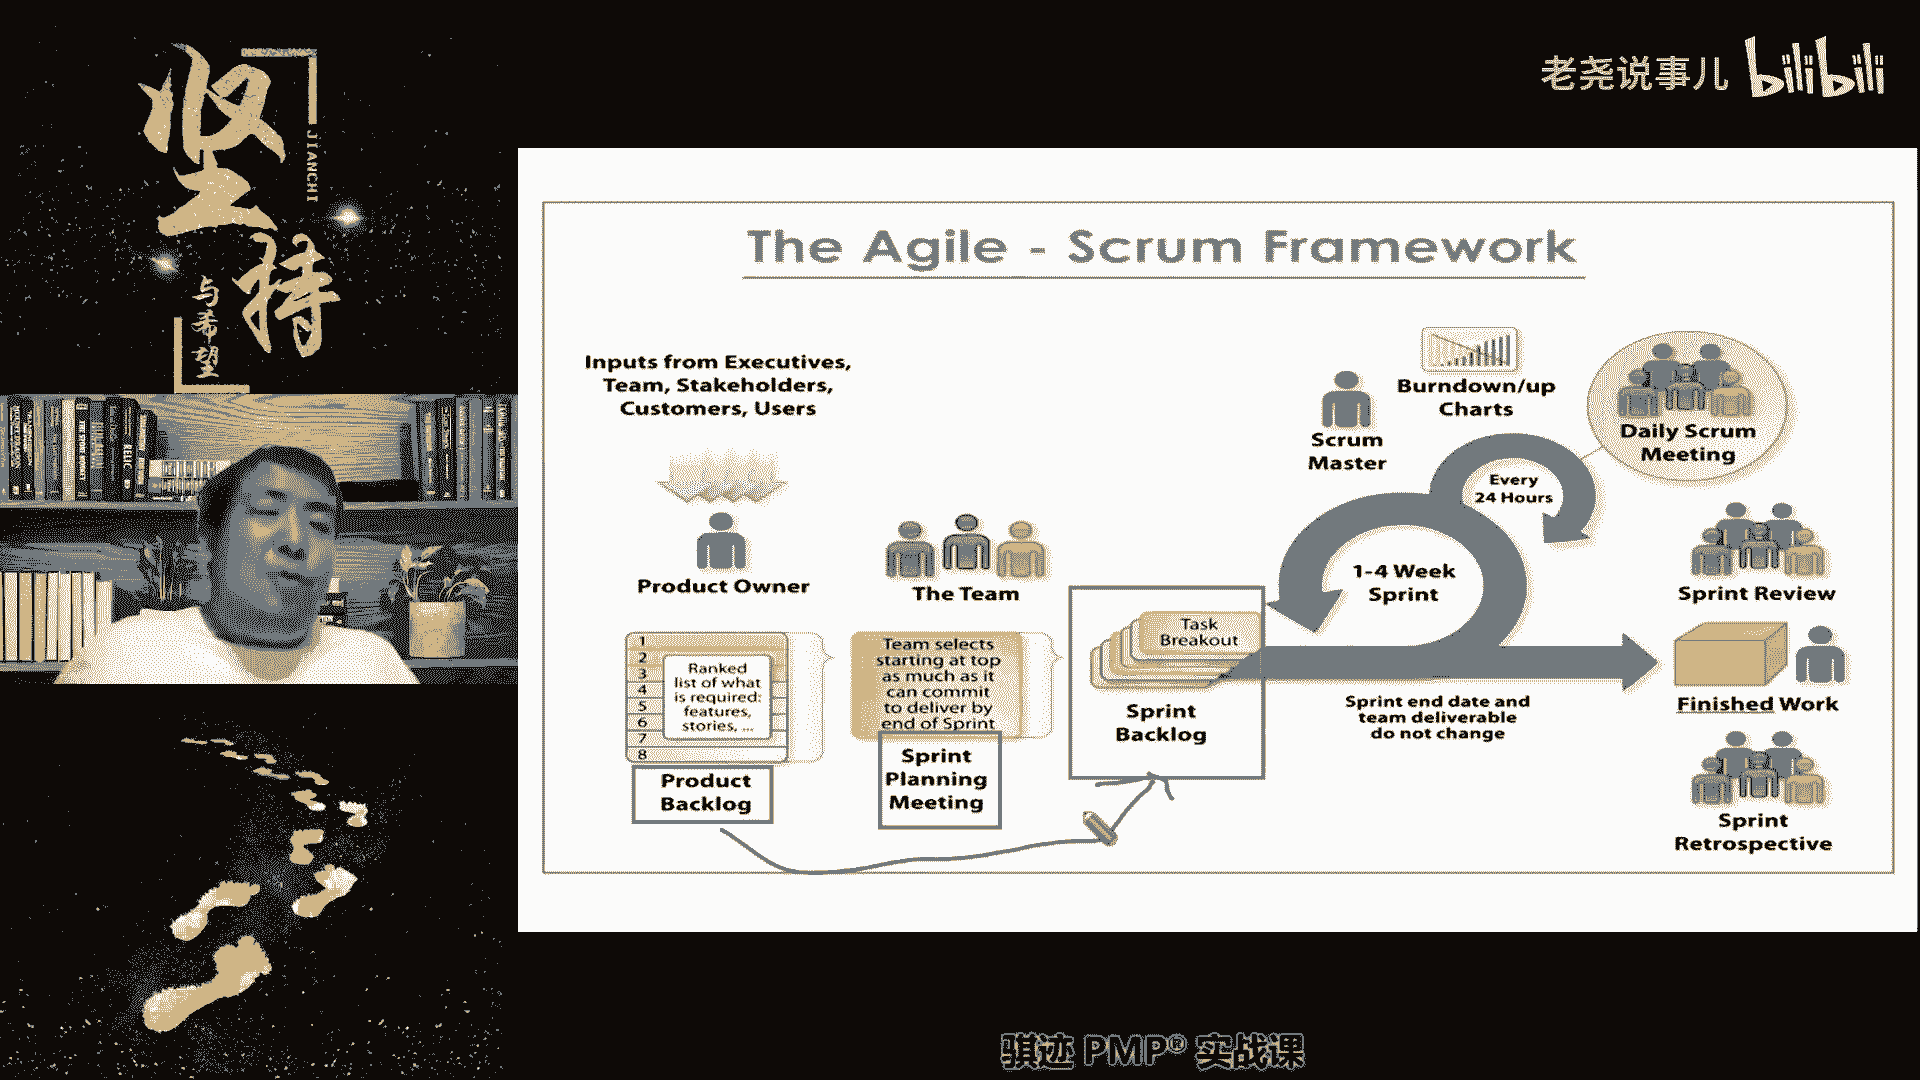 坚持
JIANCHI
与希望
老尧说事儿 bilibili
The Agile - Scrum Framework
Inputs from Executives,
Team, Stakeholders,
Customers, Users
Product Owner
The Team
1
2
3
4
5
6
7
8
Ranked
list of what
is required:
features,
stories, ...
Product
Backlog
Team selects
starting at top
as much as it
can commit
to deliver by
end of Sprint
Sprint
Planning
Meeting
Task
Breakout
Sprint
Backlog
Scrum
Master
Burndown/up
Charts
Every
24 Hours
Daily Scrum
Meeting
1-4 Week
Sprint
Sprint end date and
team deliverable
do not change
Sprint Review
Finished Work
Sprint
Retrospective
骐迹 PMP® 实战课